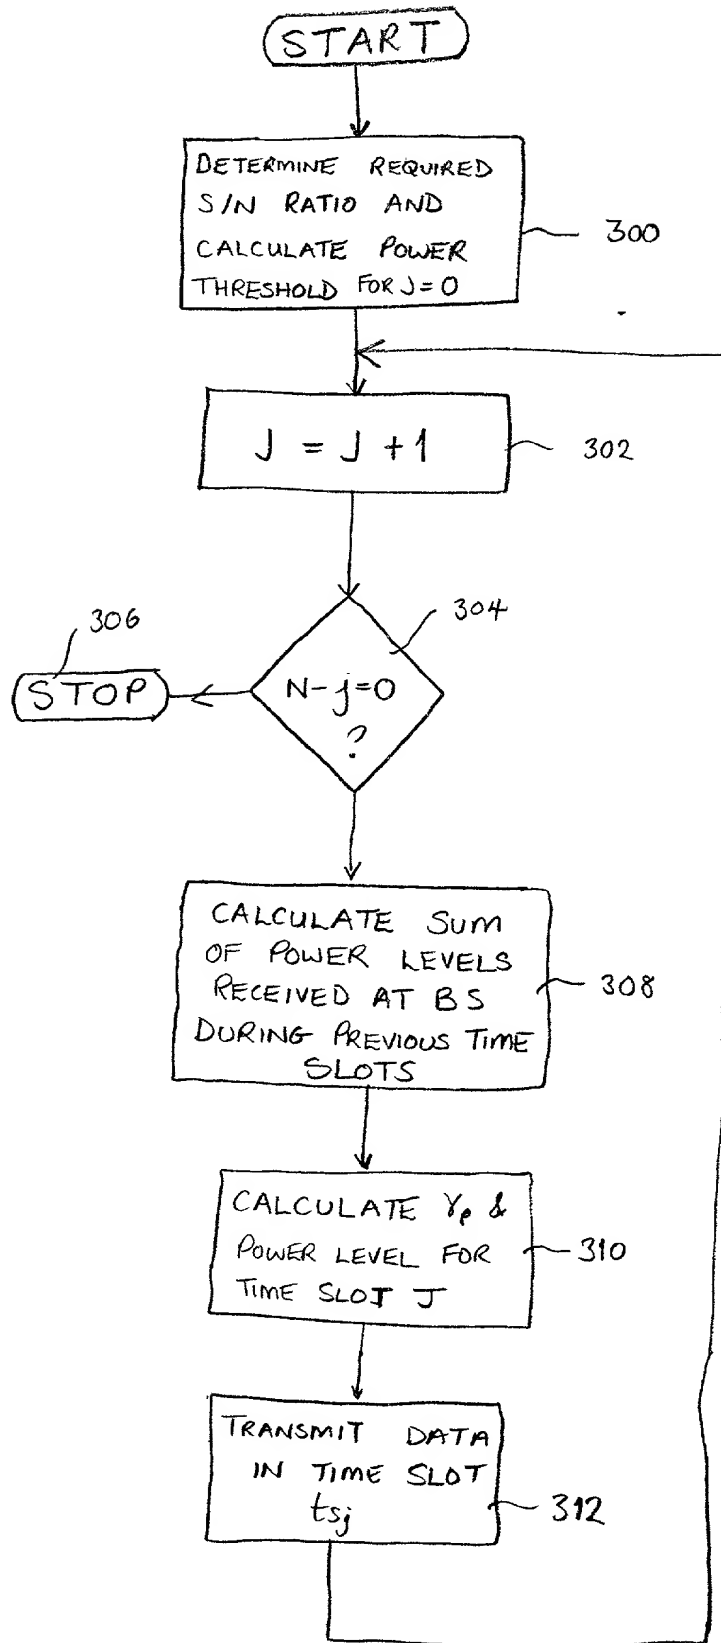 START
DETERMINE REQUIRED
S/N RATIO AND
CALCULATE POWER
THRESHOLD FOR J=0
300
J = J +1
302
304
306
N-j=0
?
STOP
CALCULATE SUM
OF POWER LEVELS
RECEIVED AT BS
DURING PREVIOUS TIME
SLOTS
308
CALCULATE γp &
POWER LEVEL FOR
TIME SLOT J
310
TRANSMIT DATA
IN TIME SLOT
tsj
312